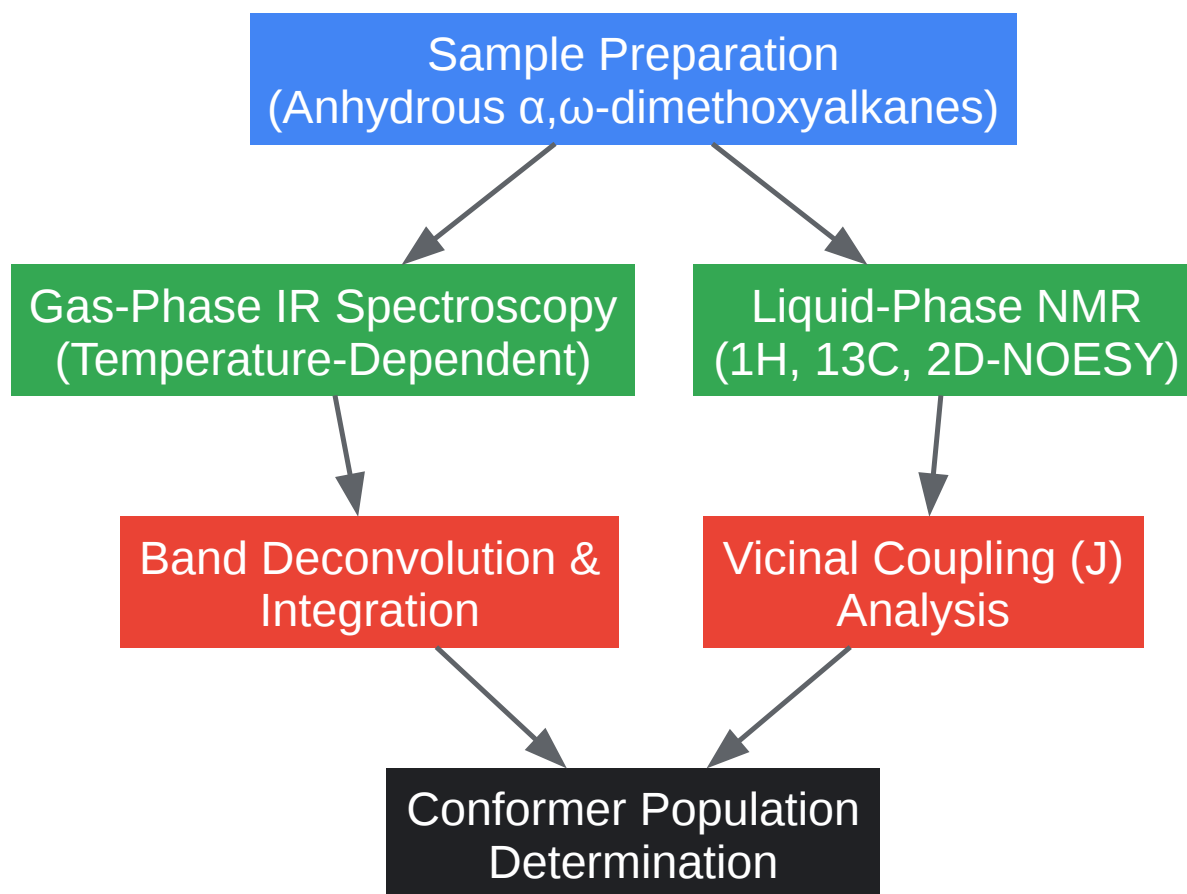 Sample Preparation
(Anhydrous α,ω-dimethoxyalkanes)
Gas-Phase IR Spectroscopy
(Temperature-Dependent)
Liquid-Phase NMR
(1H, 13C, 2D-NOESY)
Band Deconvolution &
Integration
Vicinal Coupling (J)
Analysis
Conformer Population
Determination